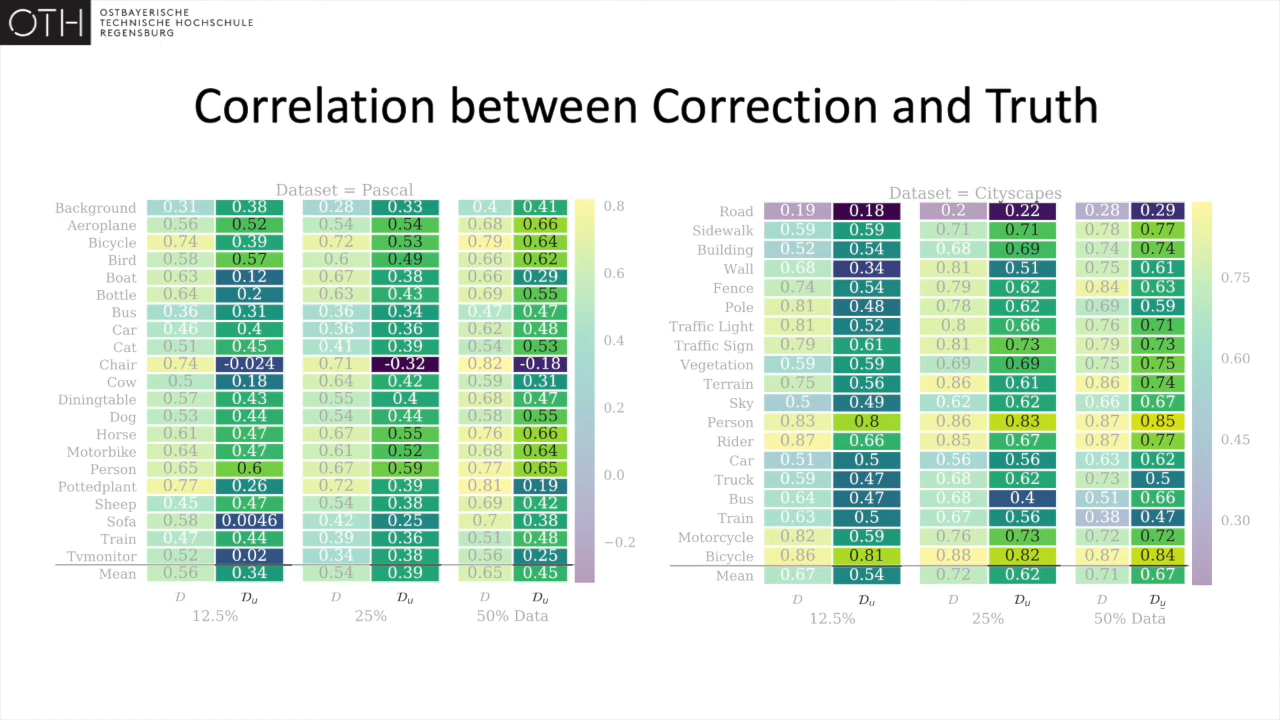 OTH
OSTBAYERISCHE
TECHNISCHE HOCHSCHULE
REGENSBURG
Correlation between Correction and Truth
Dataset = Pascal
Background 0.31 0.38 0.28 0.33 0.4 0.41
Aeroplane 0.56 0.52 0.54 0.54 0.68 0.66
Bicycle 0.74 0.39 0.72 0.53 0.79 0.64
Bird 0.58 0.57 0.6 0.49 0.66 0.62
Boat 0.63 0.12 0.67 0.38 0.66 0.29
Bottle 0.64 0.2 0.63 0.43 0.69 0.55
Bus 0.36 0.31 0.36 0.34 0.47 0.47
Car 0.46 0.4 0.36 0.36 0.62 0.48
Cat 0.51 0.45 0.41 0.39 0.54 0.53
Chair 0.74 -0.024 0.71 -0.32 0.82 -0.18
Cow 0.5 0.18 0.64 0.42 0.59 0.31
Diningtable 0.57 0.43 0.55 0.4 0.68 0.47
Dog 0.53 0.44 0.54 0.44 0.58 0.55
Horse 0.61 0.47 0.67 0.55 0.76 0.66
Motorbike 0.64 0.47 0.61 0.52 0.68 0.64
Person 0.65 0.6 0.67 0.59 0.77 0.65
Pottedplant 0.77 0.26 0.72 0.39 0.81 0.19
Sheep 0.45 0.47 0.54 0.38 0.69 0.42
Sofa 0.58 0.0046 0.42 0.25 0.7 0.38
Train 0.47 0.44 0.39 0.36 0.51 0.48
Tvmonitor 0.52 0.02 0.34 0.38 0.56 0.25
Mean 0.56 0.34 0.54 0.39 0.65 0.45
D Du D Du D Du
12.5% 25% 50% Data
0.8
0.6
0.4
0.2
0.0
−0.2
Dataset = Cityscapes
Road 0.19 0.18 0.2 0.22 0.28 0.29
Sidewalk 0.59 0.59 0.71 0.71 0.78 0.77
Building 0.52 0.54 0.68 0.69 0.74 0.74
Wall 0.68 0.34 0.81 0.51 0.75 0.61
Fence 0.74 0.54 0.79 0.62 0.84 0.63
Pole 0.81 0.48 0.78 0.62 0.69 0.59
Traffic Light 0.81 0.52 0.8 0.66 0.76 0.71
Traffic Sign 0.79 0.61 0.81 0.73 0.79 0.73
Vegetation 0.59 0.59 0.69 0.69 0.75 0.75
Terrain 0.75 0.56 0.86 0.61 0.86 0.74
Sky 0.5 0.49 0.62 0.62 0.66 0.67
Person 0.83 0.8 0.86 0.83 0.87 0.85
Rider 0.87 0.66 0.85 0.67 0.87 0.77
Car 0.51 0.5 0.56 0.56 0.63 0.62
Truck 0.59 0.47 0.68 0.62 0.73 0.5
Bus 0.64 0.47 0.68 0.4 0.51 0.66
Train 0.63 0.5 0.67 0.56 0.38 0.47
Motorcycle 0.82 0.59 0.76 0.73 0.72 0.72
Bicycle 0.86 0.81 0.88 0.82 0.87 0.84
Mean 0.67 0.54 0.72 0.62 0.71 0.67
D Du D Du D Du
12.5% 25% 50% Data
0.75
0.60
0.45
0.30